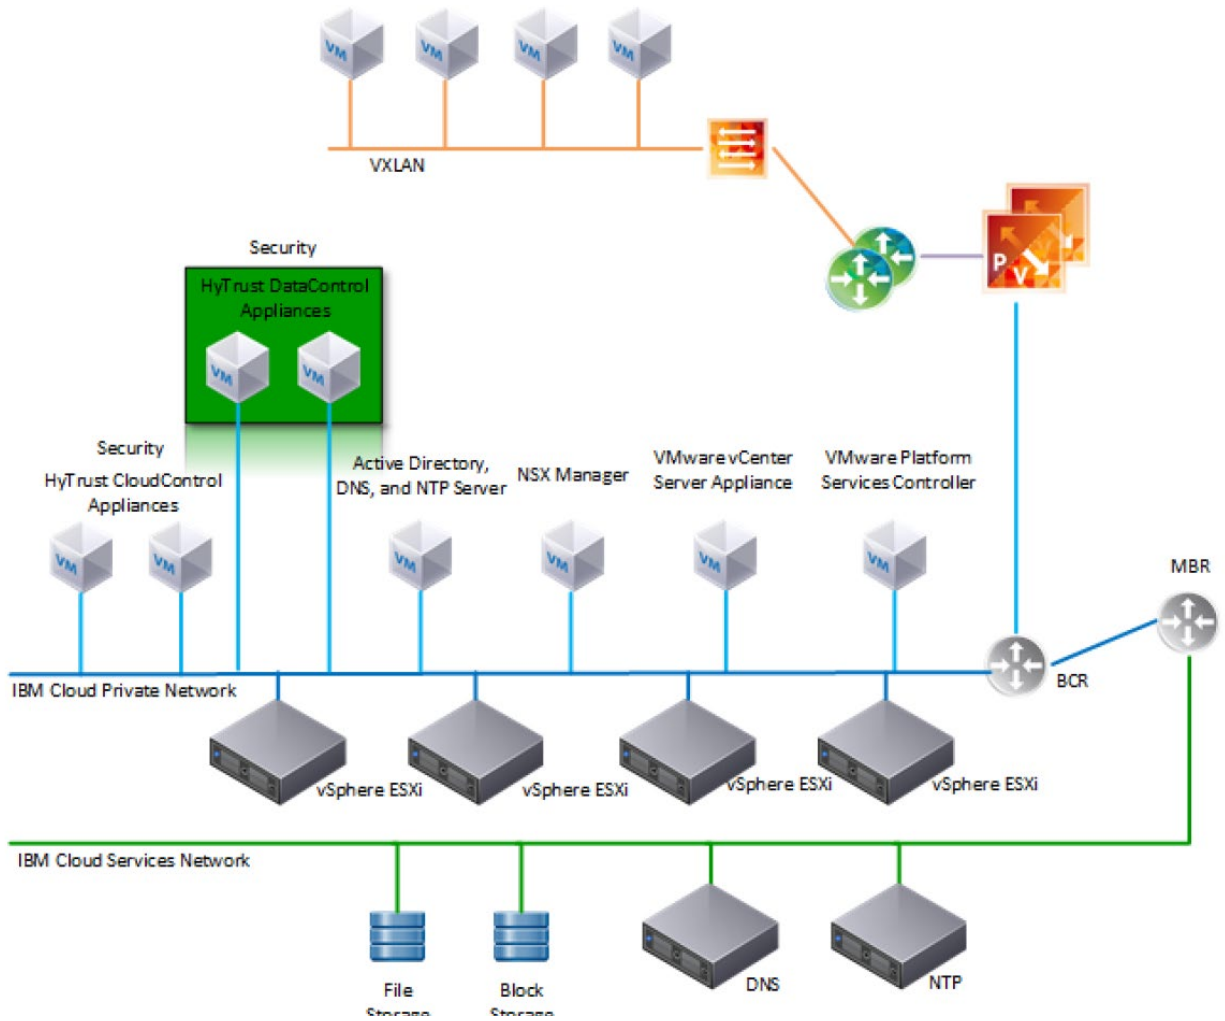 VM
VM
VM
VM
VXLAN
P
V
Security
HyTrust DataControl
Appliances
VM
VM
Security
HyTrust CloudControl
Appliances
Active Directory,
DNS, and NTP Server
NSX Manager
VMware vCenter
Server Appliance
VMware Platform
Services Controller
VM
VM
VM
VM
VM
VM
MBR
BCR
IBM Cloud Private Network
vSphere ESXi
vSphere ESXi
vSphere ESXi
vSphere ESXi
IBM Cloud Services Network
File
Storage
Block
Storage
DNS
NTP